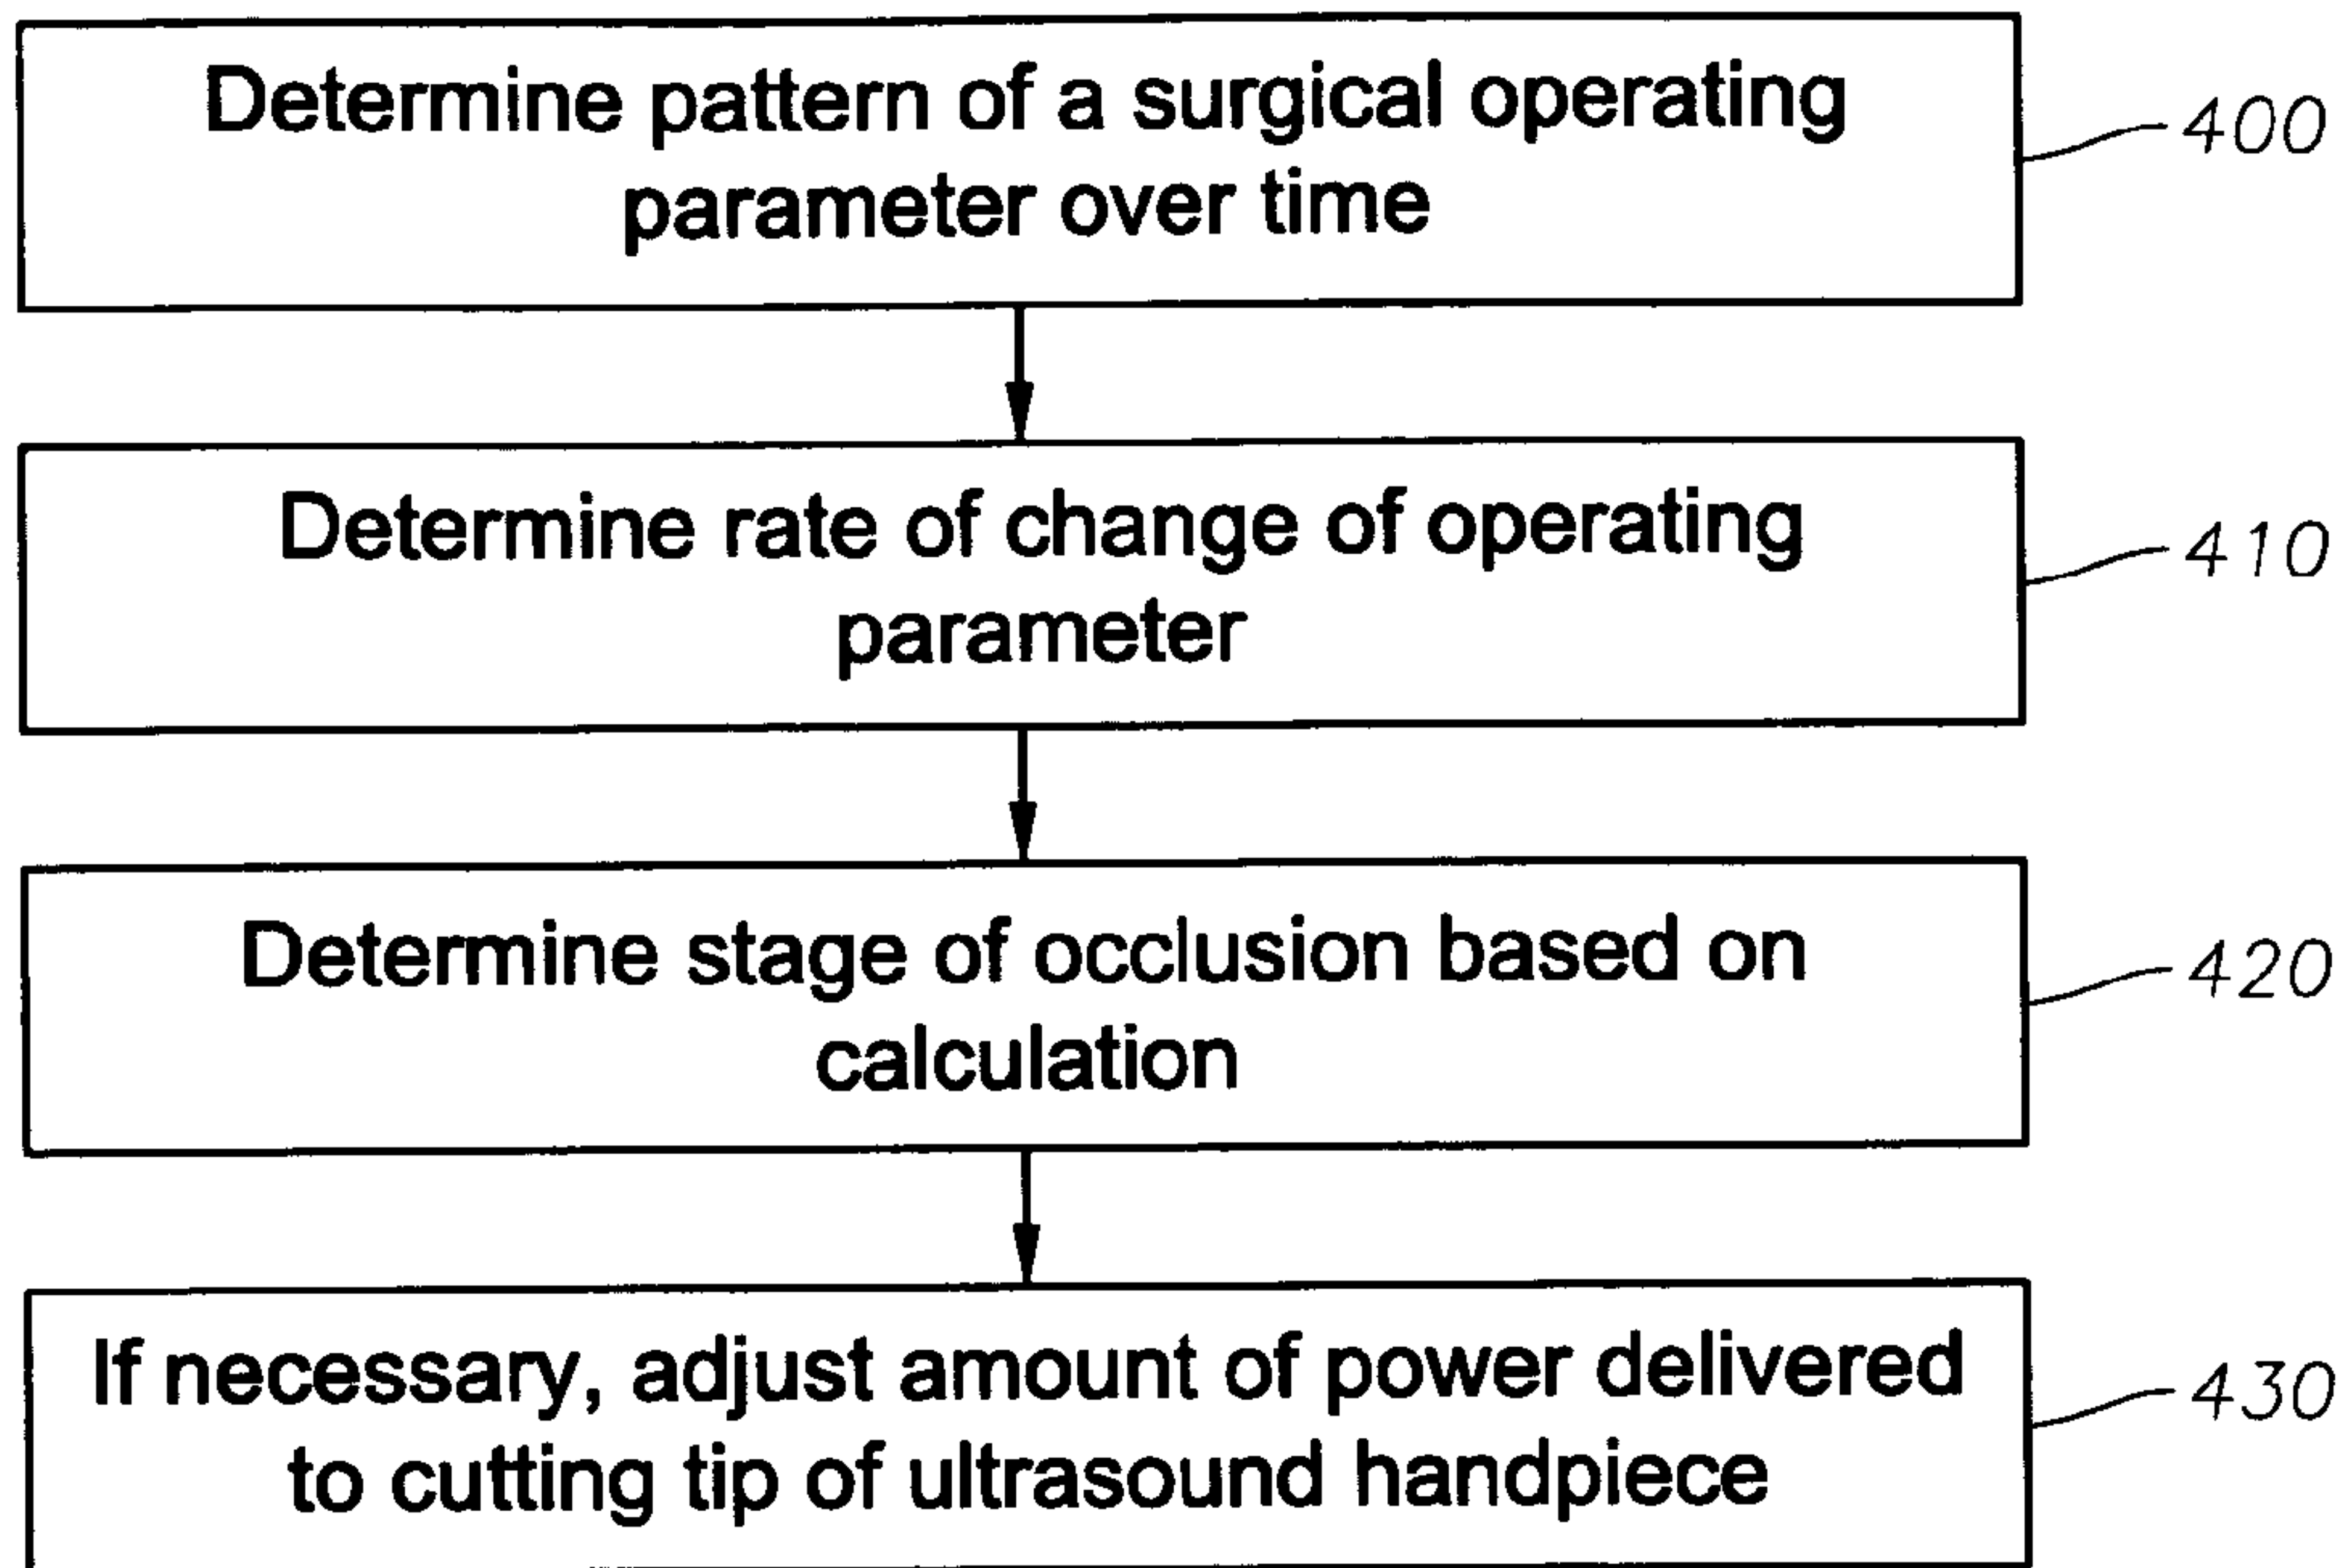 Determine pattern of a surgical operating
parameter over time
400
Determine rate of change of operating
parameter
410
Determine stage of occlusion based on
calculation
420
If necessary, adjust amount of power delivered
to cutting tip of ultrasound handpiece
430